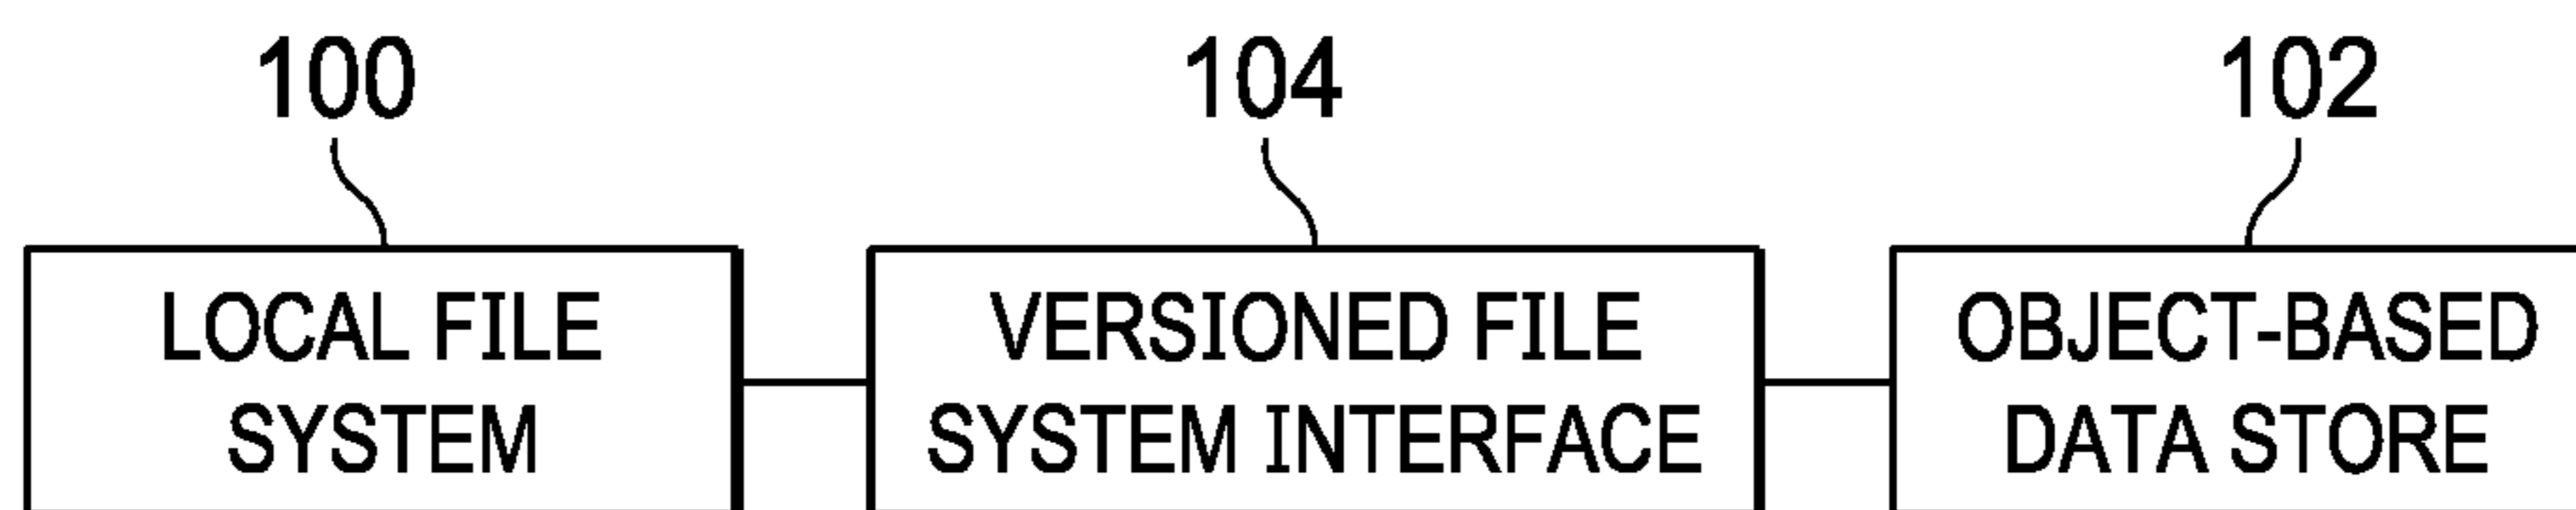 100
104
102
LOCAL FILE
SYSTEM
VERSIONED FILE
SYSTEM INTERFACE
OBJECT-BASED
DATA STORE